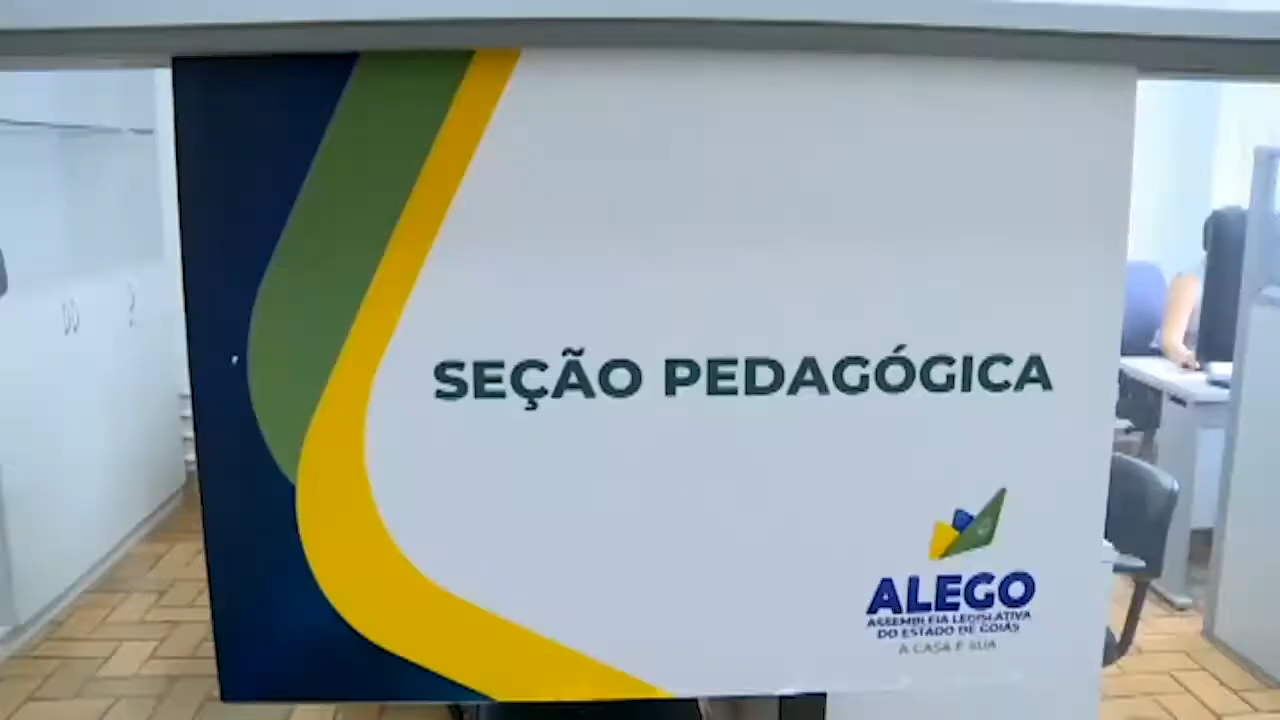 SEÇÃO PEDAGÓGICA
ALEGO
ASSEMBLEIA LEGISLATIVA
DO ESTADO DE GOIÁS
A CASA É SUA